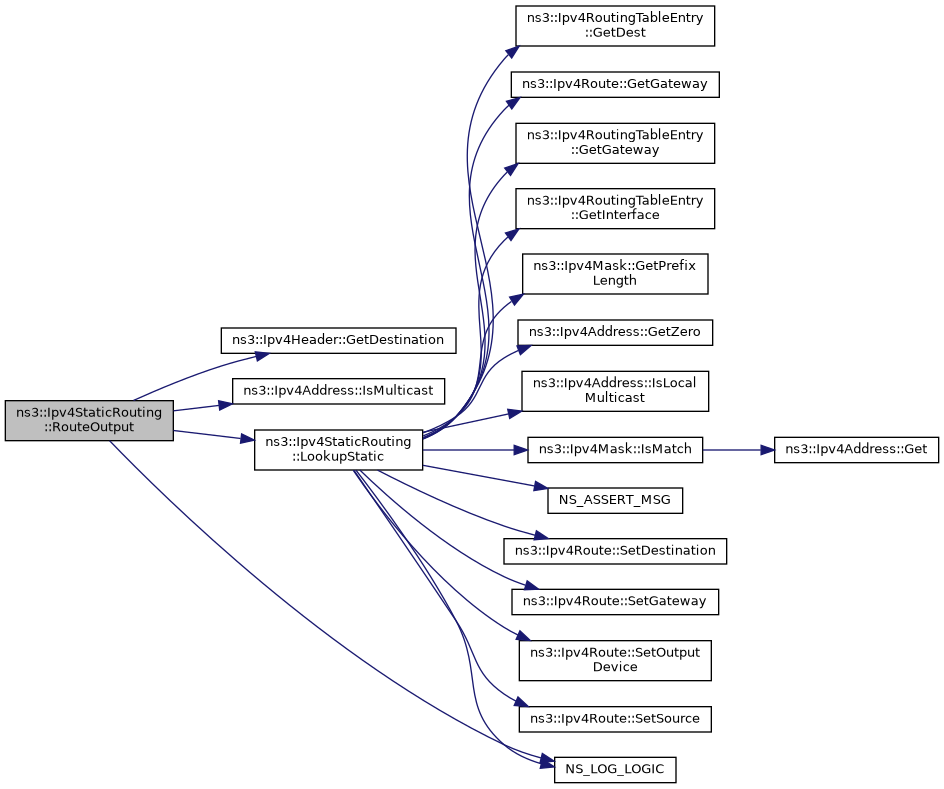 ns3::Ipv4StaticRouting
::RouteOutput
ns3::Ipv4Header::GetDestination
ns3::Ipv4Address::IsMulticast
ns3::Ipv4StaticRouting
::LookupStatic
ns3::Ipv4RoutingTableEntry
::GetDest
ns3::Ipv4Route::GetGateway
ns3::Ipv4RoutingTableEntry
::GetGateway
ns3::Ipv4RoutingTableEntry
::GetInterface
ns3::Ipv4Mask::GetPrefix
Length
ns3::Ipv4Address::GetZero
ns3::Ipv4Address::IsLocal
Multicast
ns3::Ipv4Mask::IsMatch
ns3::Ipv4Address::Get
NS_ASSERT_MSG
ns3::Ipv4Route::SetDestination
ns3::Ipv4Route::SetGateway
ns3::Ipv4Route::SetOutput
Device
ns3::Ipv4Route::SetSource
NS_LOG_LOGIC